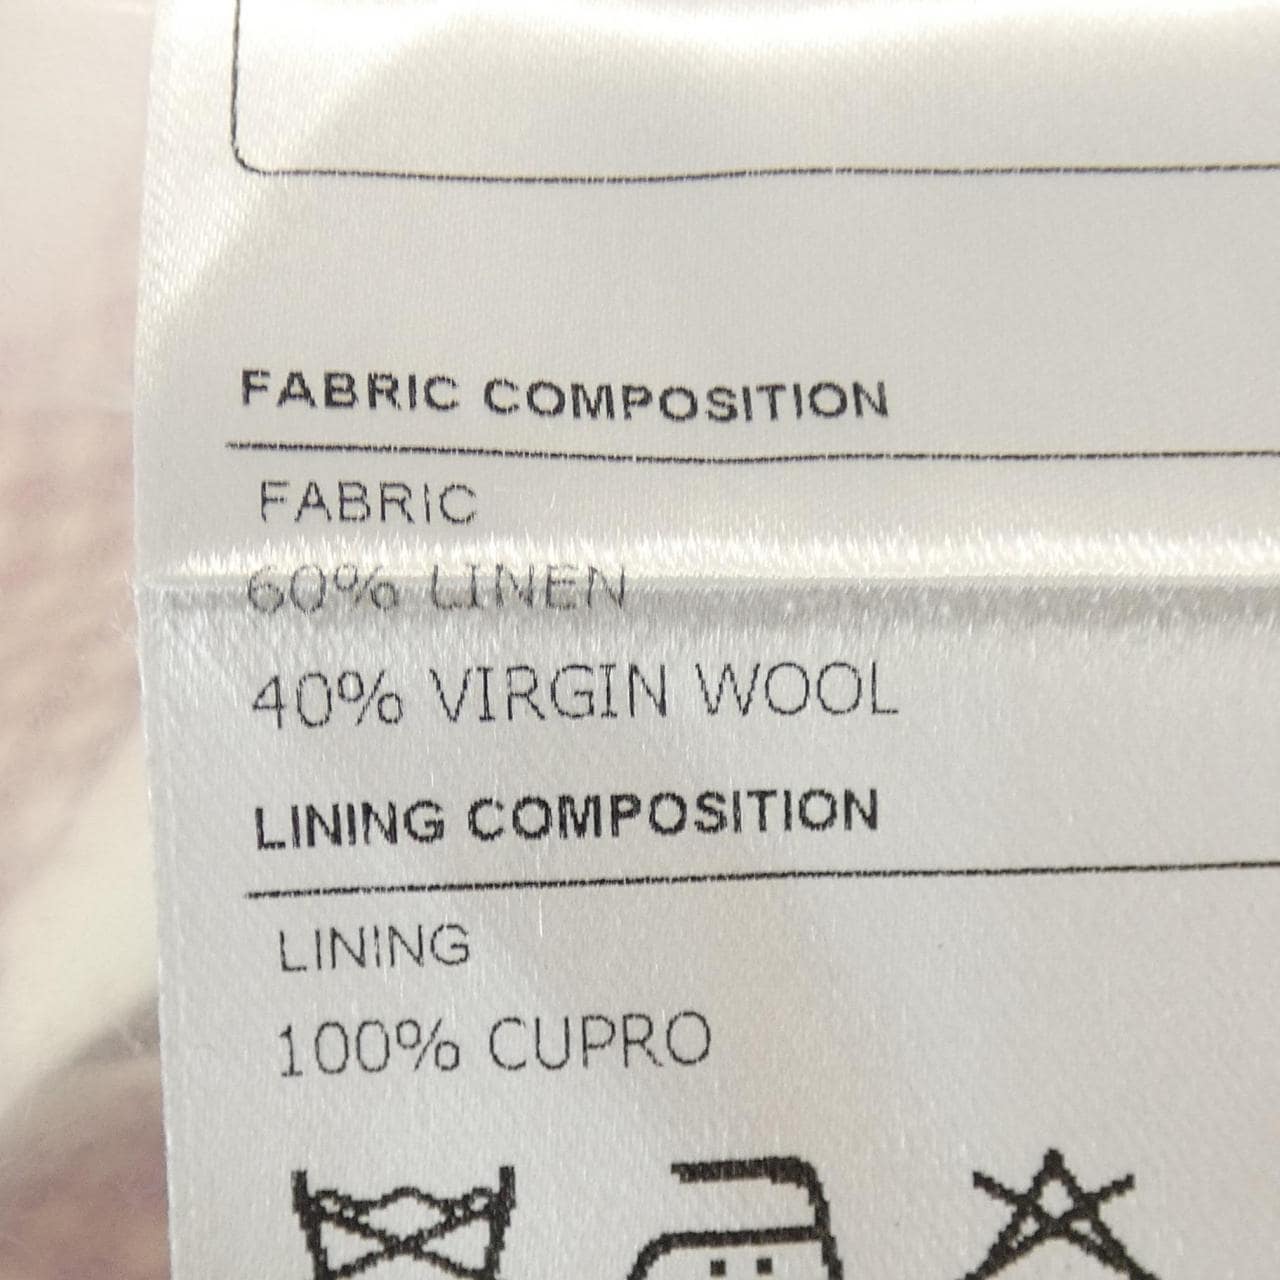 FABRIC COMPOSITION
FABRIC
60% LINEN
40% VIRGIN WOOL
LINING COMPOSITION
LINING
100% CUPRO